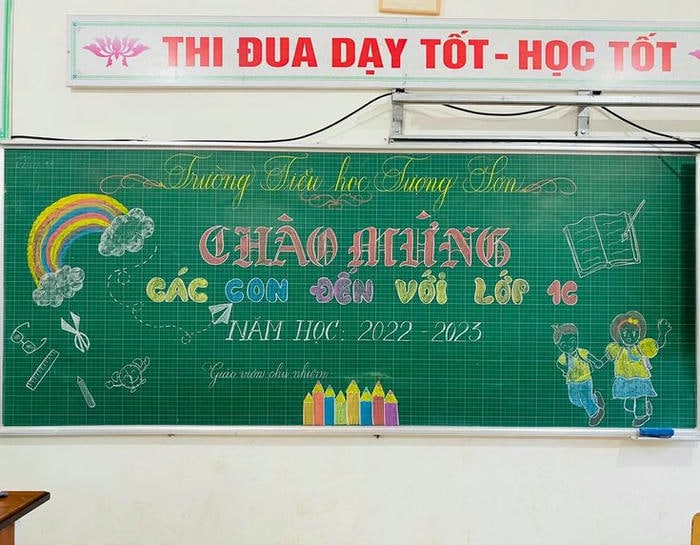 THI ĐUA DẠY TỐT - HỌC TỐT
Trường Tiểu học Tượng Sơn
CHÀO MỪNG
CÁC CON ĐẾN VỚI LỚP 1C
NĂM HỌC: 2022 - 2023
Giáo viên chủ nhiệm: